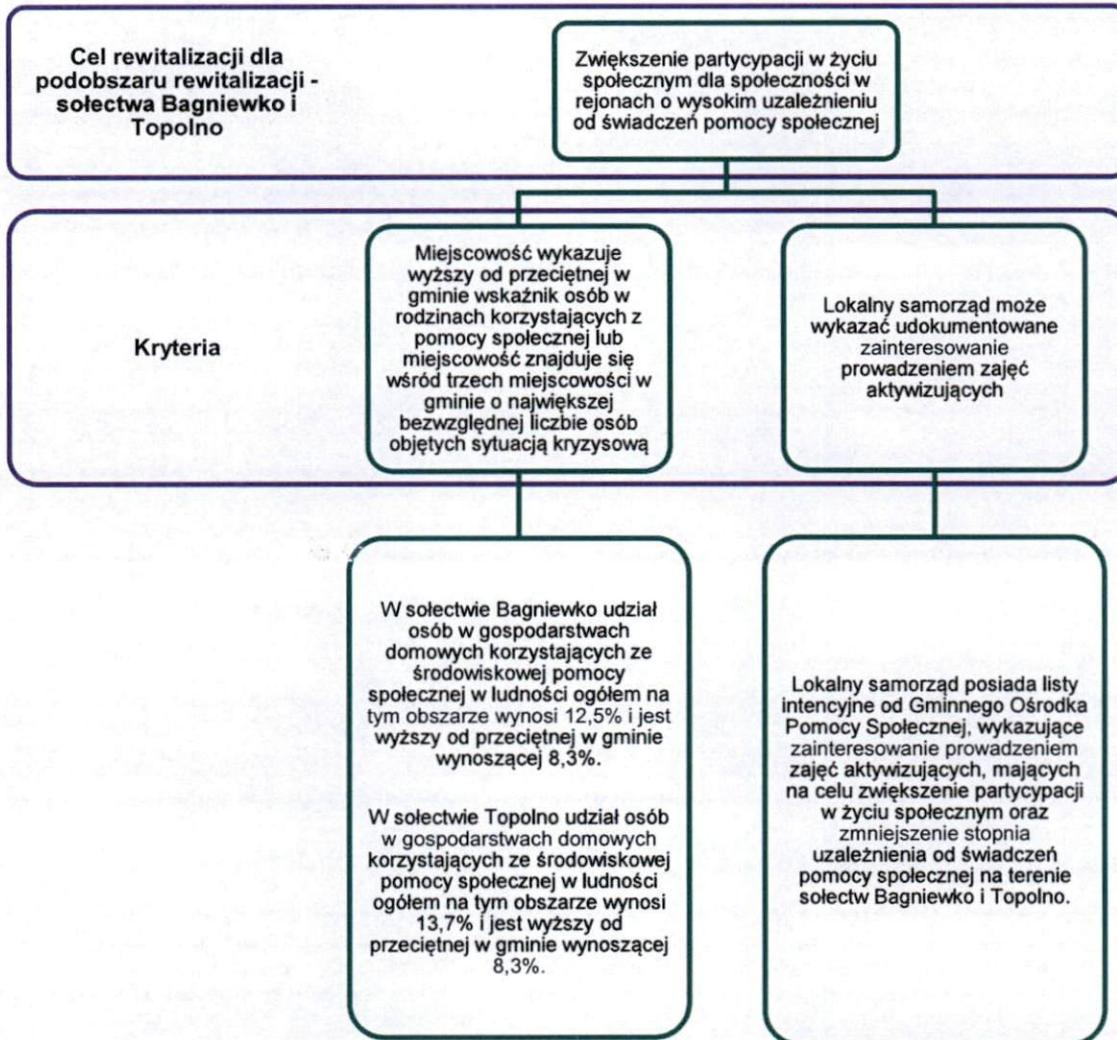 Cel rewitalizacji dla
podobszaru rewitalizacji -
sołectwa Bagniewko i
Topolno
Zwiększenie partycypacji w życiu
społecznym dla społeczności w
rejonach o wysokim uzależnieniu
od świadczeń pomocy społecznej
Kryteria
Miejscowość wykazuje
wyższy od przeciętnej w
gminie wskaźnik osób w
rodzinach korzystających z
pomocy społecznej lub
miejscowość znajduje się
wśród trzech miejscowości w
gminie o największej
bezwzględnej liczbie osób
objętych sytuacją kryzysową
Lokalny samorząd może
wykazać udokumentowane
zainteresowanie
prowadzeniem zajęć
aktywizujących
W sołectwie Bagniewko udział
osób w gospodarstwach
domowych korzystających ze
środowiskowej pomocy
społecznej w ludności ogółem na
tym obszarze wynosi 12,5% i jest
wyższy od przeciętnej w gminie
wynoszącej 8,3%.
W sołectwie Topolno udział osób
w gospodarstwach domowych
korzystających ze środowiskowej
pomocy społecznej w ludności
ogółem na tym obszarze wynosi
13,7% i jest wyższy od
przeciętnej w gminie wynoszącej
8,3%.
Lokalny samorząd posiada listy
intencyjne od Gminnego Ośrodka
Pomocy Społecznej, wykazujące
zainteresowanie prowadzeniem
zajęć aktywizujących, mających
na celu zwiększenie partycypacji
w życiu społecznym oraz
zmniejszenie stopnia
uzależnienia od świadczeń
pomocy społecznej na terenie
sołectw Bagniewko i Topolno.